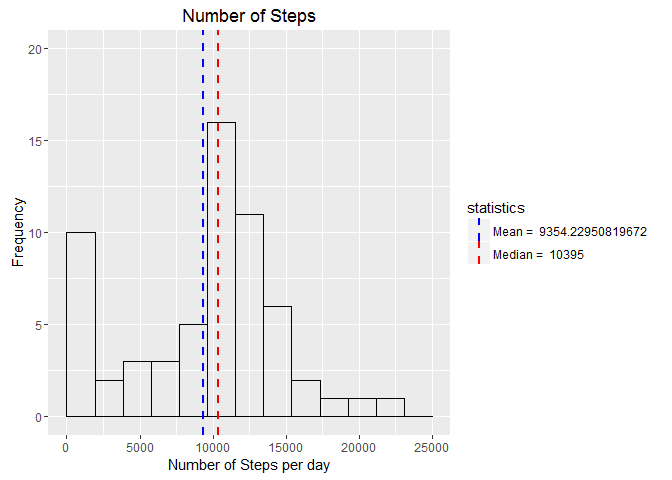 Number of Steps
20
15
10
5
0
Frequency
0 5000 10000 15000 20000 25000
Number of Steps per day
statistics
Mean = 9354.22950819672
Median = 10395